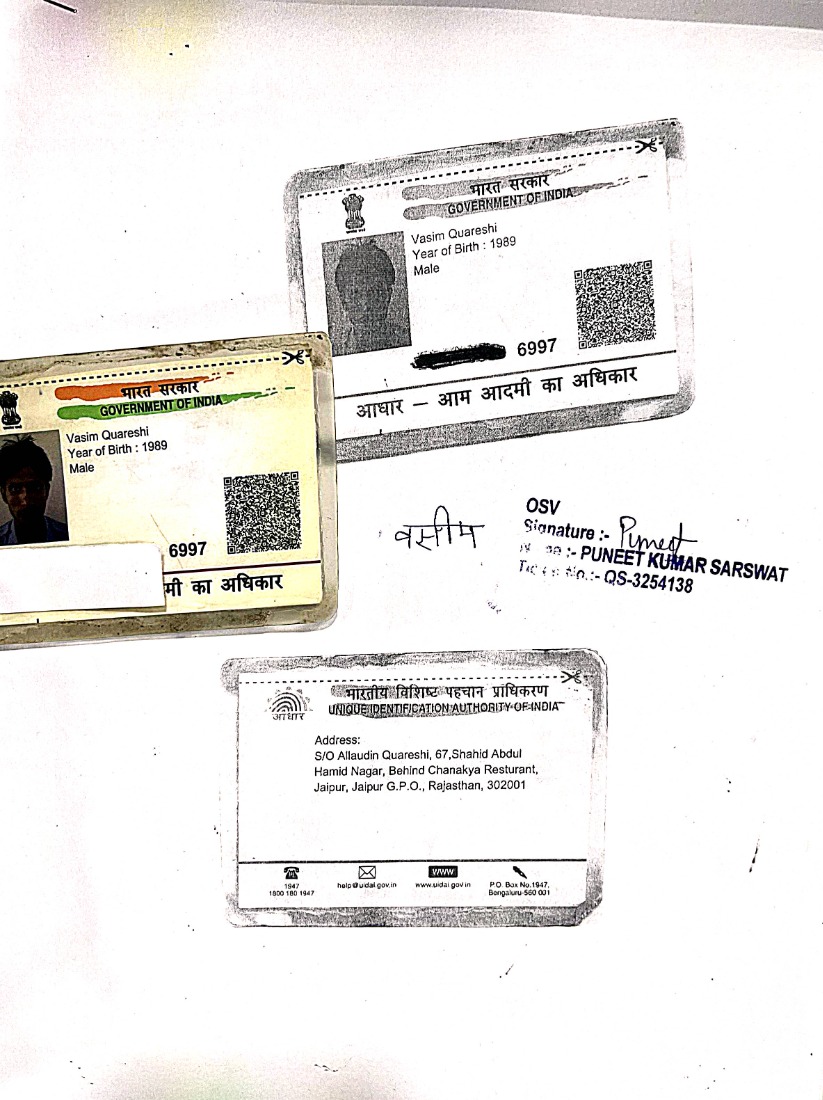 भारत सरकार
GOVERNMENT OF INDIA
Vasim Quareshi
Year of Birth : 1989
Male
6997
आधार – आम आदमी का अधिकार
भारत सरकार
GOVERNMENT OF INDIA
Vasim Quareshi
Year of Birth : 1989
Male
6997
का अधिकार
वसीम
OSV
Signature :- Puneet
:- PUNEET KUMAR SARSWAT
No.:- QS-3254138
भारतीय विशिष्ट पहचान प्राधिकरण
UNIQUE IDENTIFICATION AUTHORITY OF INDIA
आधार
Address:
S/O Allaudin Quareshi, 67,Shahid Abdul
Hamid Nagar, Behind Chanakya Resturant,
Jaipur, Jaipur G.P.O., Rajasthan, 302001
1947
1800 180 1947
help@uidai.gov.in
WWW
www.uidai.gov.in
P.O. Box No.1947,
Bengaluru-560 001